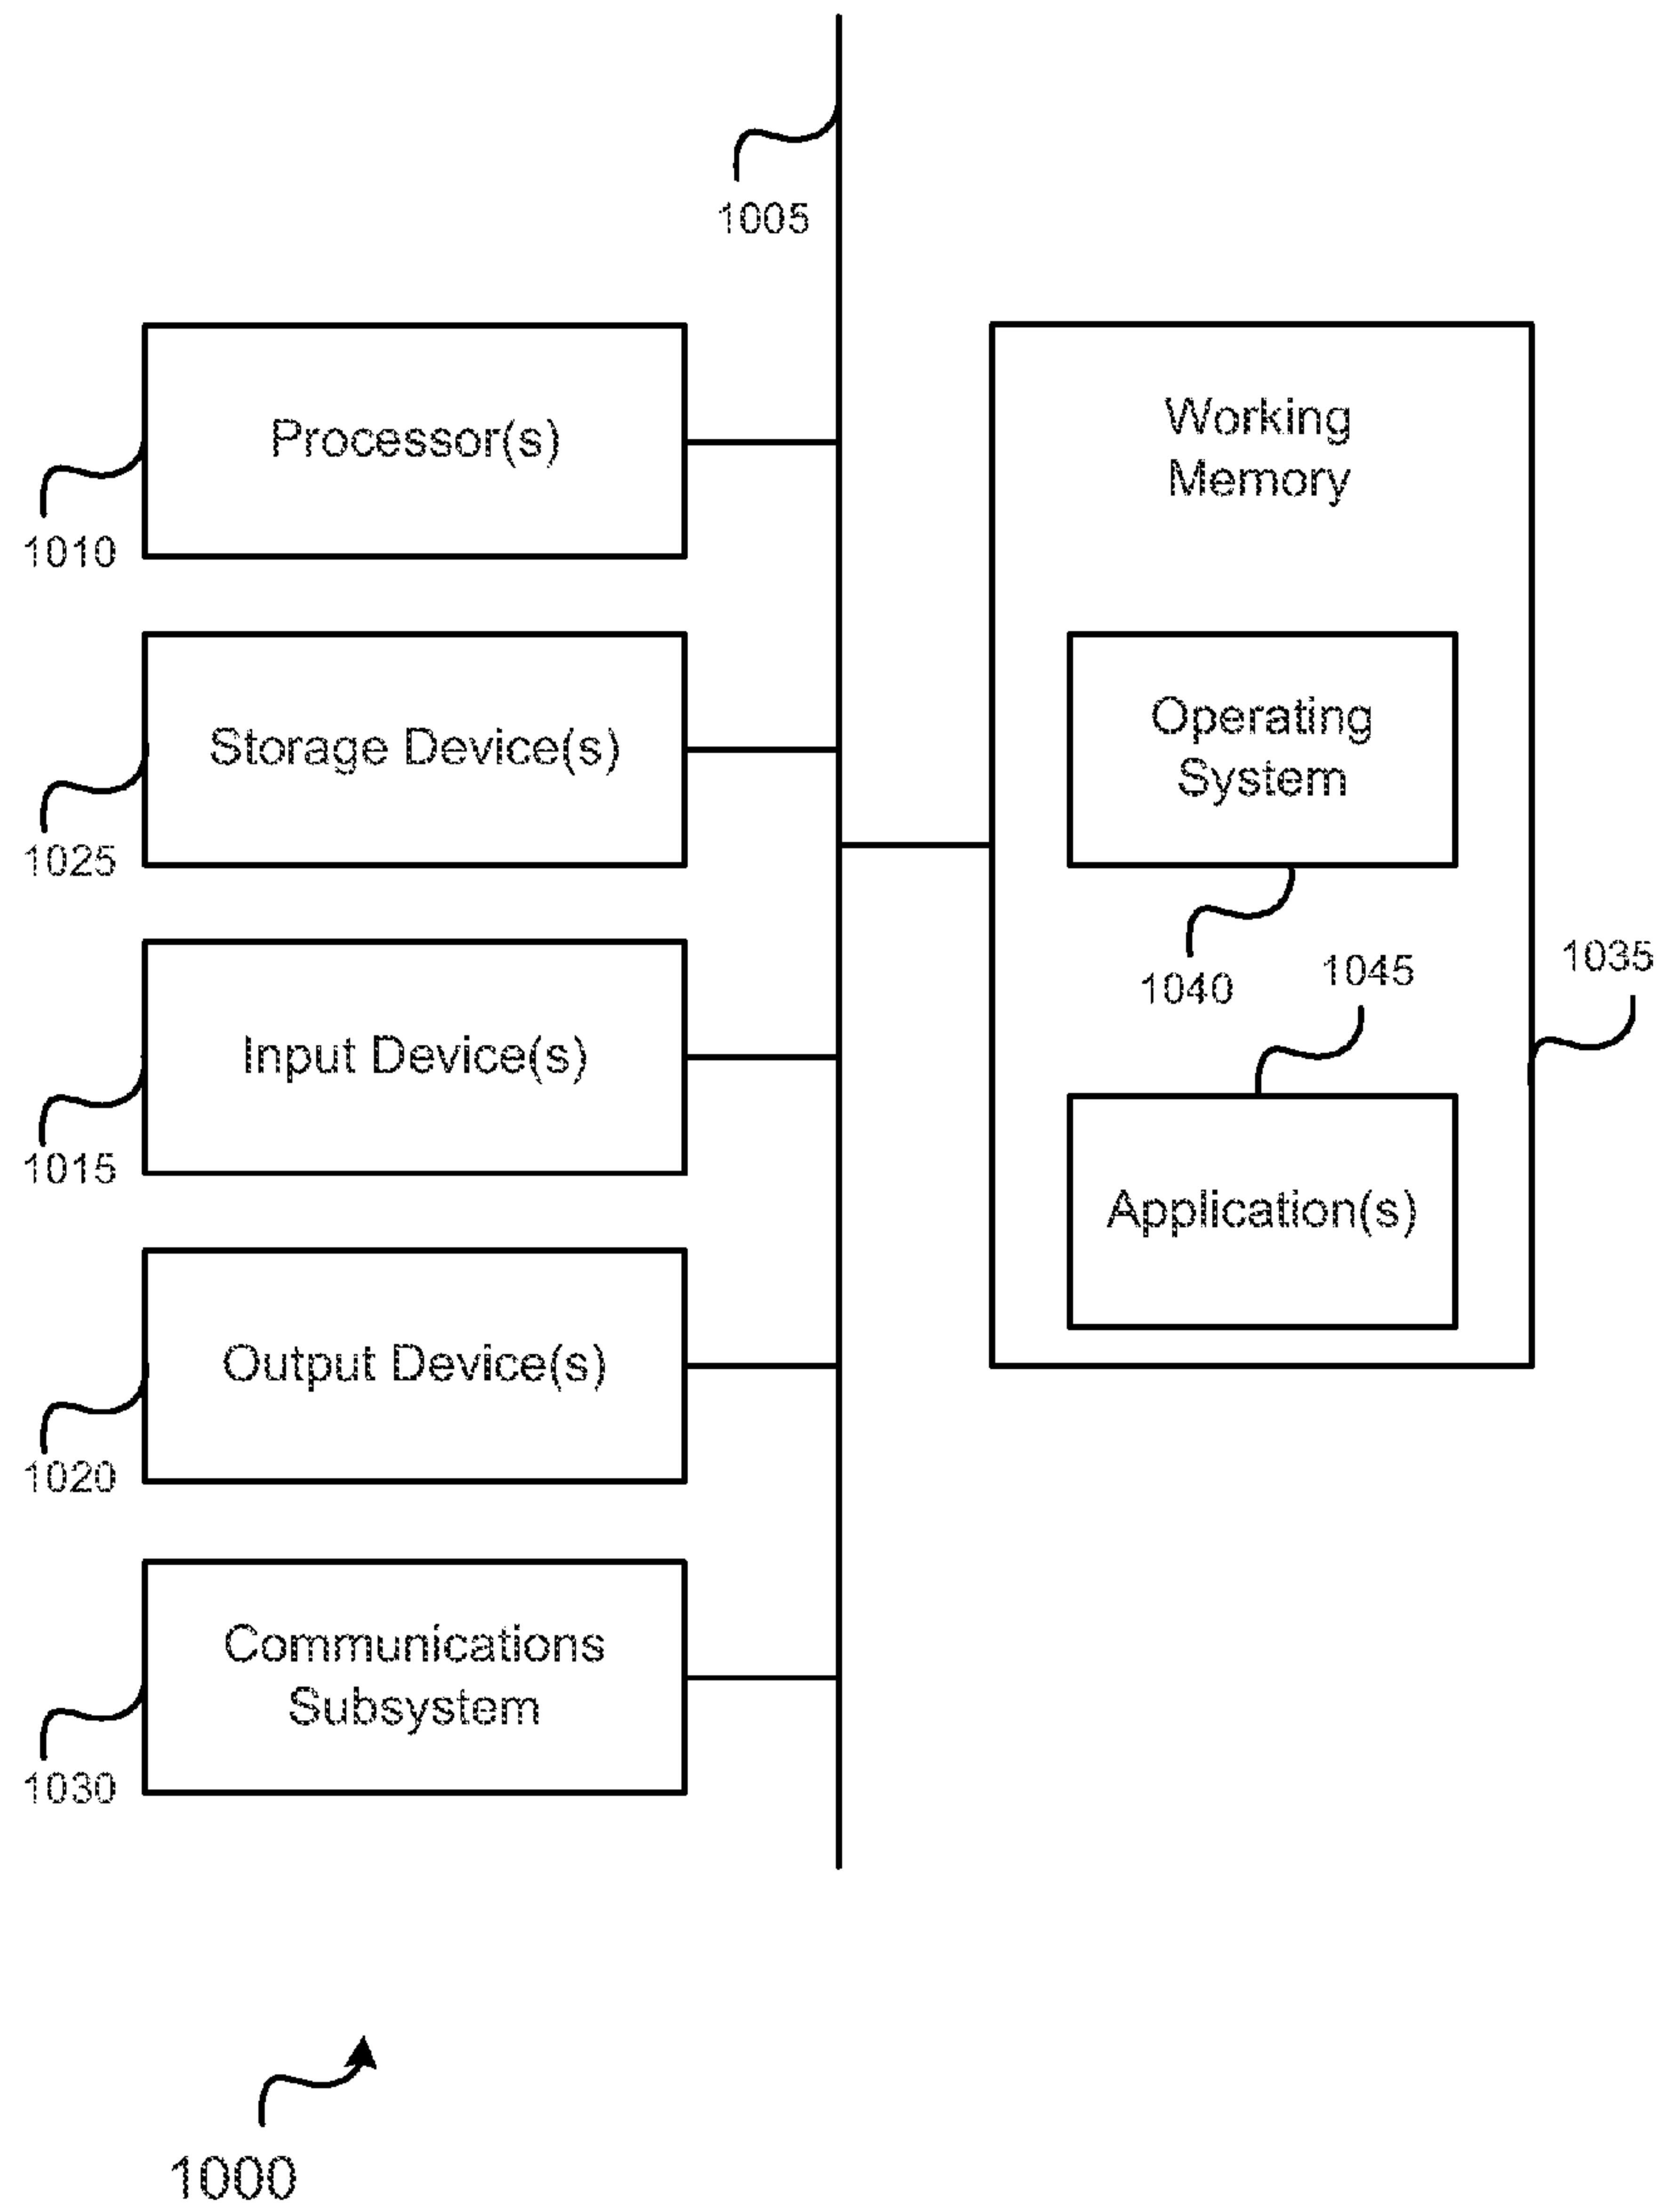 1005
Processor(s)
1010
Storage Device(s)
1025
Input Device(s)
1015
Output Device(s)
1020
Communications
Subsystem
1030
Working
Memory
Operating
System
1040
1045
1035
Application(s)
1000